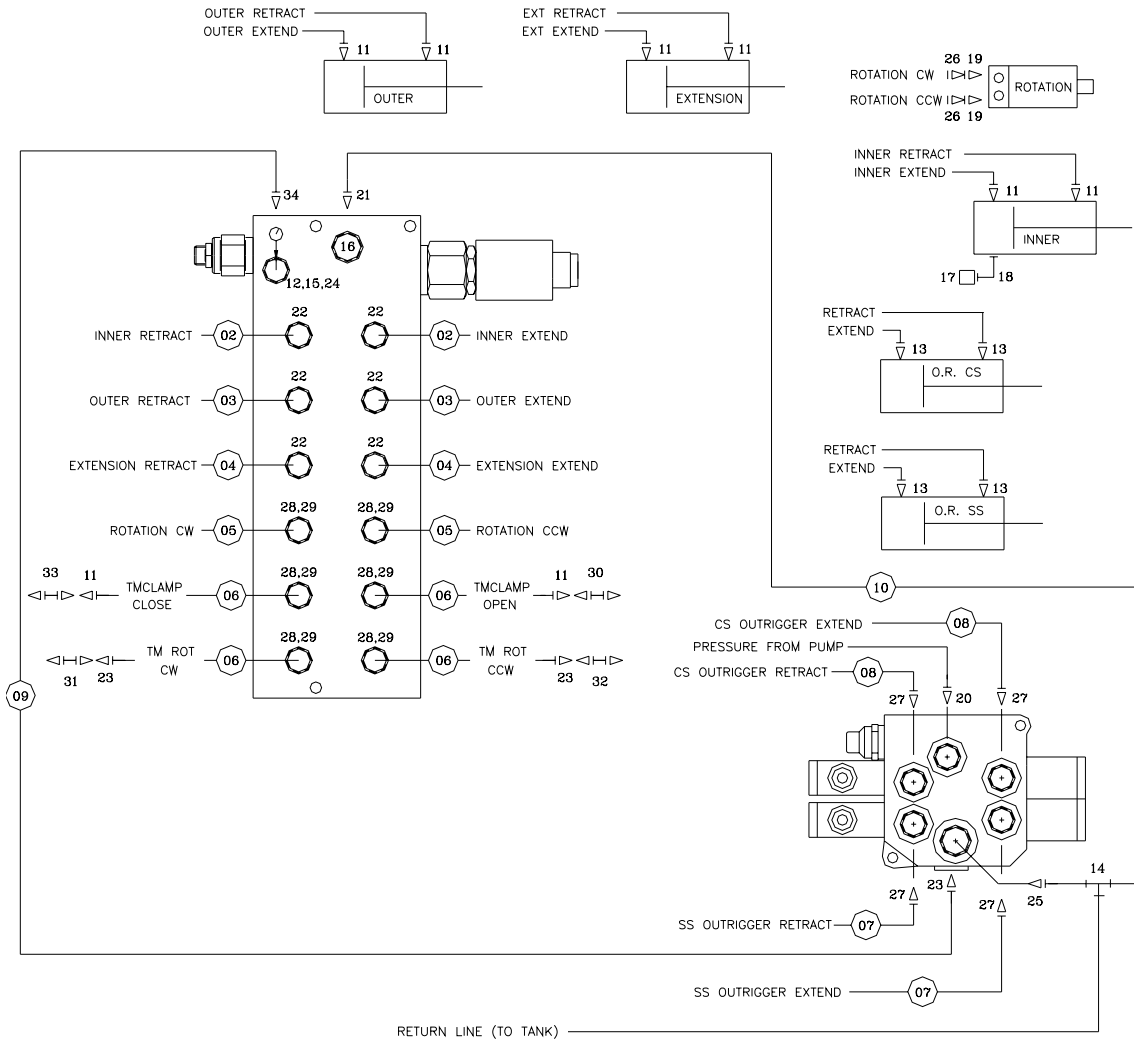 OUTER RETRACT
OUTER EXTEND
11 11
OUTER
EXT RETRACT
EXT EXTEND
11 11
EXTENSION
26 19
ROTATION CW
ROTATION CCW
26 19
ROTATION
INNER RETRACT
INNER EXTEND
11 11
INNER
17 18
RETRACT
EXTEND
13 13
O.R. CS
RETRACT
EXTEND
13 13
O.R. SS
34 21
16
12,15,24
22 22
INNER RETRACT 02 02 INNER EXTEND
22 22
OUTER RETRACT 03 03 OUTER EXTEND
22 22
EXTENSION RETRACT 04 04 EXTENSION EXTEND
28,29 28,29
ROTATION CW 05 05 ROTATION CCW
28,29 28,29
33 11 TMCLAMP CLOSE 06 06 TMCLAMP OPEN 11 30
28,29 28,29
31 23 TM ROT CW 06 06 TM ROT CCW 23 32
09
10
CS OUTRIGGER EXTEND 08
PRESSURE FROM PUMP
CS OUTRIGGER RETRACT 08
27 20 27
14
27 23 27 25
SS OUTRIGGER RETRACT 07
SS OUTRIGGER EXTEND 07
RETURN LINE (TO TANK)